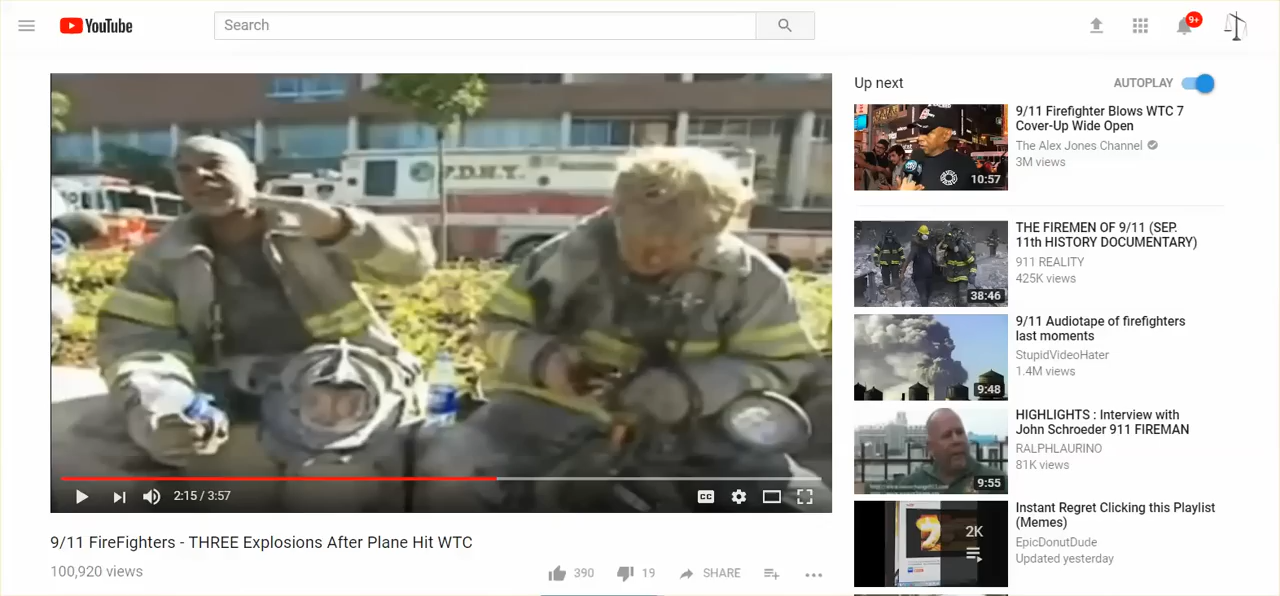 YouTube
Search
9+
F.D.N.Y.
2:15 / 3:57
CC
9/11 FireFighters - THREE Explosions After Plane Hit WTC
100,920 views
390
19
SHARE
Up next
AUTOPLAY
9/11 Firefighter Blows WTC 7
Cover-Up Wide Open
The Alex Jones Channel
3M views
10:57
THE FIREMEN OF 9/11 (SEP.
11th HISTORY DOCUMENTARY)
911 REALITY
425K views
38:46
9/11 Audiotape of firefighters
last moments
StupidVideoHater
1.4M views
9:48
HIGHLIGHTS : Interview with
John Schroeder 911 FIREMAN
RALPHLAURINO
81K views
9:55
Instant Regret Clicking this Playlist
(Memes)
EpicDonutDude
Updated yesterday
2K